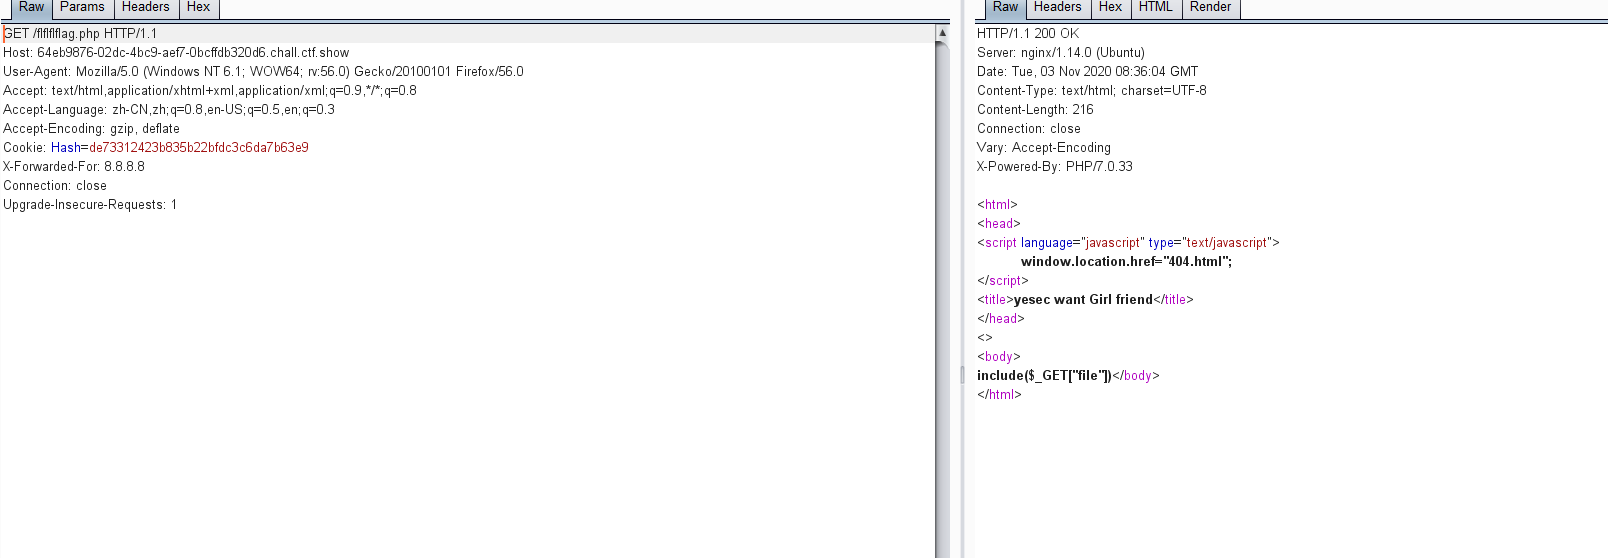 Raw Params Headers Hex
GET /flflflflag.php HTTP/1.1
Host: 64eb9876-02dc-4bc9-aef7-0bcffdb320d6.chall.ctf.show
User-Agent: Mozilla/5.0 (Windows NT 6.1; WOW64; rv:56.0) Gecko/20100101 Firefox/56.0
Accept: text/html,application/xhtml+xml,application/xml;q=0.9,*/*;q=0.8
Accept-Language: zh-CN,zh;q=0.8,en-US;q=0.5,en;q=0.3
Accept-Encoding: gzip, deflate
Cookie: Hash=de73312423b835b22bfdc3c6da7b63e9
X-Forwarded-For: 8.8.8.8
Connection: close
Upgrade-Insecure-Requests: 1
Raw Headers Hex HTML Render
HTTP/1.1 200 OK
Server: nginx/1.14.0 (Ubuntu)
Date: Tue, 03 Nov 2020 08:36:04 GMT
Content-Type: text/html; charset=UTF-8
Content-Length: 216
Connection: close
Vary: Accept-Encoding
X-Powered-By: PHP/7.0.33
<html>
<head>
<script language="javascript" type="text/javascript">
window.location.href="404.html";
</script>
<title>yesec want Girl friend</title>
</head>
<>
<body>
include($_GET["file"])</body>
</html>